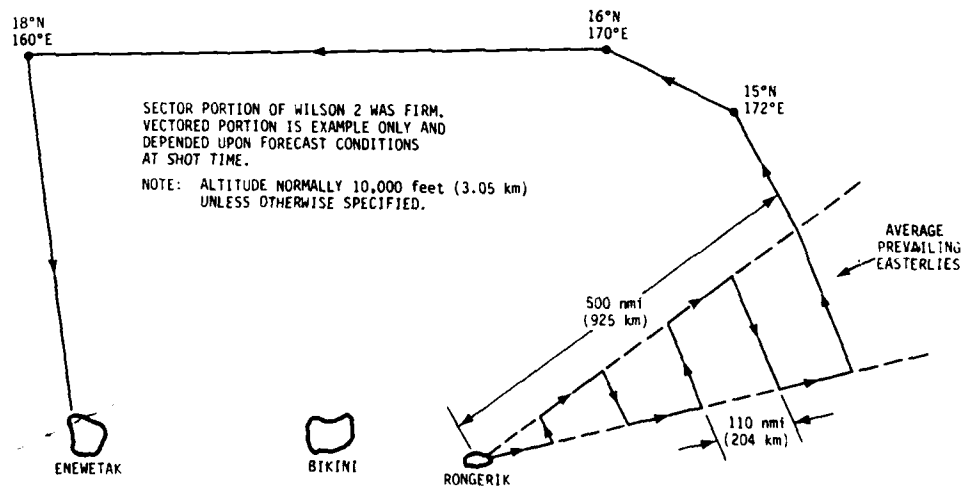 18°N
160°E
16°N
170°E
15°N
172°E
SECTOR PORTION OF WILSON 2 WAS FIRM.
VECTORED PORTION IS EXAMPLE ONLY AND
DEPENDED UPON FORECAST CONDITIONS
AT SHOT TIME.
NOTE: ALTITUDE NORMALLY 10,000 feet (3.05 km)
UNLESS OTHERWISE SPECIFIED.
AVERAGE
PREVAILING
EASTERLIES
500 nmi
(925 km)
110 nmi
(204 km)
ENEWETAK
BIKINI
RONGERIK